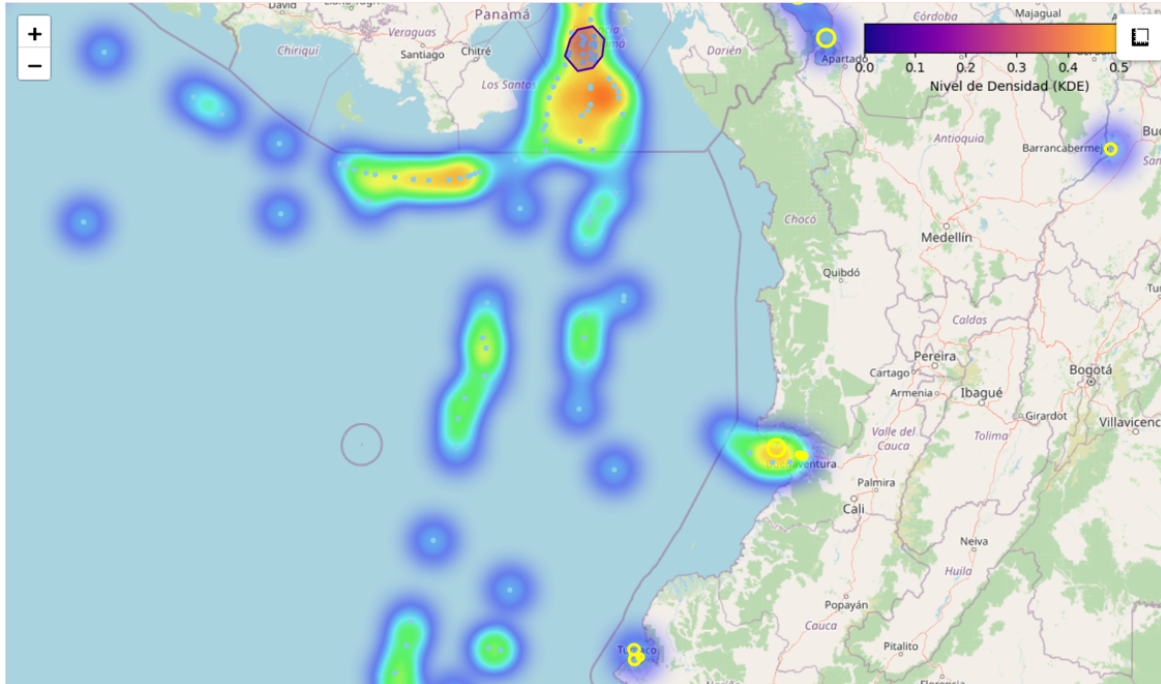 +
−
David
Veraguas
Panamá
Chiriquí
Santiago
Chitré
Los Santos
Darién
Córdoba
Majagual
Apartadó
0.0 0.1 0.2 0.3 0.4 0.5
Nivel de Densidad (KDE)
Antioquia
Barrancabermej
Chocó
Medellín
Quibdó
Caldas
Pereira
Cartago
Bogotá
Armenia
Ibagué
Girardot
Villavicenc
Valle del
Cauca
Tolima
Palmira
Cali
Neiva
Huila
Popayán
Cauca
Pitalito